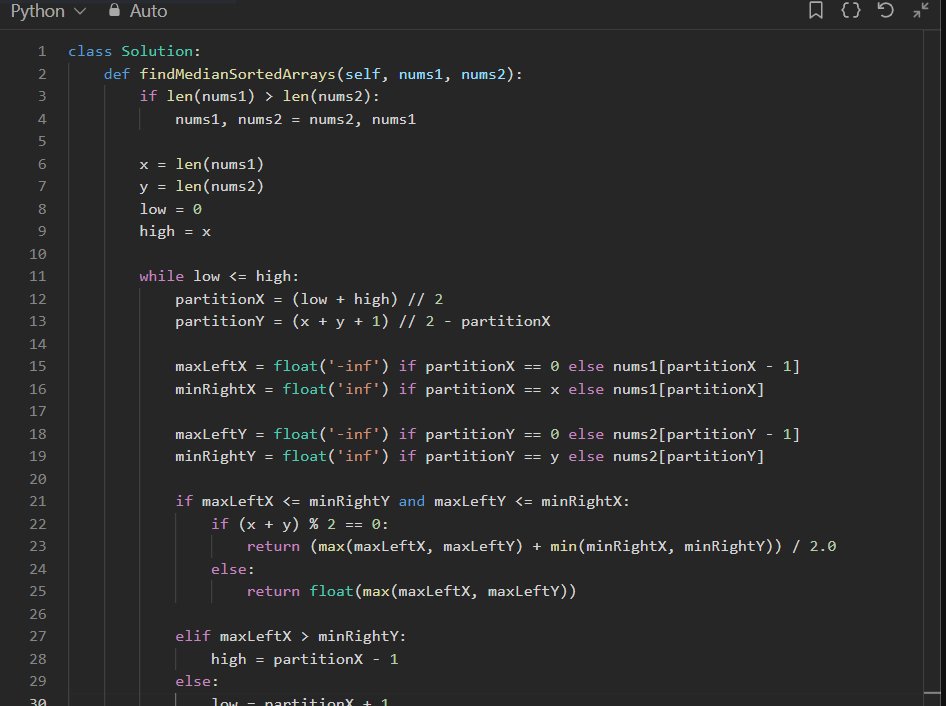 Python Auto
1 class Solution:
2 def findMedianSortedArrays(self, nums1, nums2):
3 if len(nums1) > len(nums2):
4 nums1, nums2 = nums2, nums1
5
6 x = len(nums1)
7 y = len(nums2)
8 low = 0
9 high = x
10
11 while low <= high:
12 partitionX = (low + high) // 2
13 partitionY = (x + y + 1) // 2 - partitionX
14
15 maxLeftX = float('-inf') if partitionX == 0 else nums1[partitionX - 1]
16 minRightX = float('inf') if partitionX == x else nums1[partitionX]
17
18 maxLeftY = float('-inf') if partitionY == 0 else nums2[partitionY - 1]
19 minRightY = float('inf') if partitionY == y else nums2[partitionY]
20
21 if maxLeftX <= minRightY and maxLeftY <= minRightX:
22 if (x + y) % 2 == 0:
23 return (max(maxLeftX, maxLeftY) + min(minRightX, minRightY)) / 2.0
24 else:
25 return float(max(maxLeftX, maxLeftY))
26
27 elif maxLeftX > minRightY:
28 high = partitionX - 1
29 else:
30 low = partitionX + 1